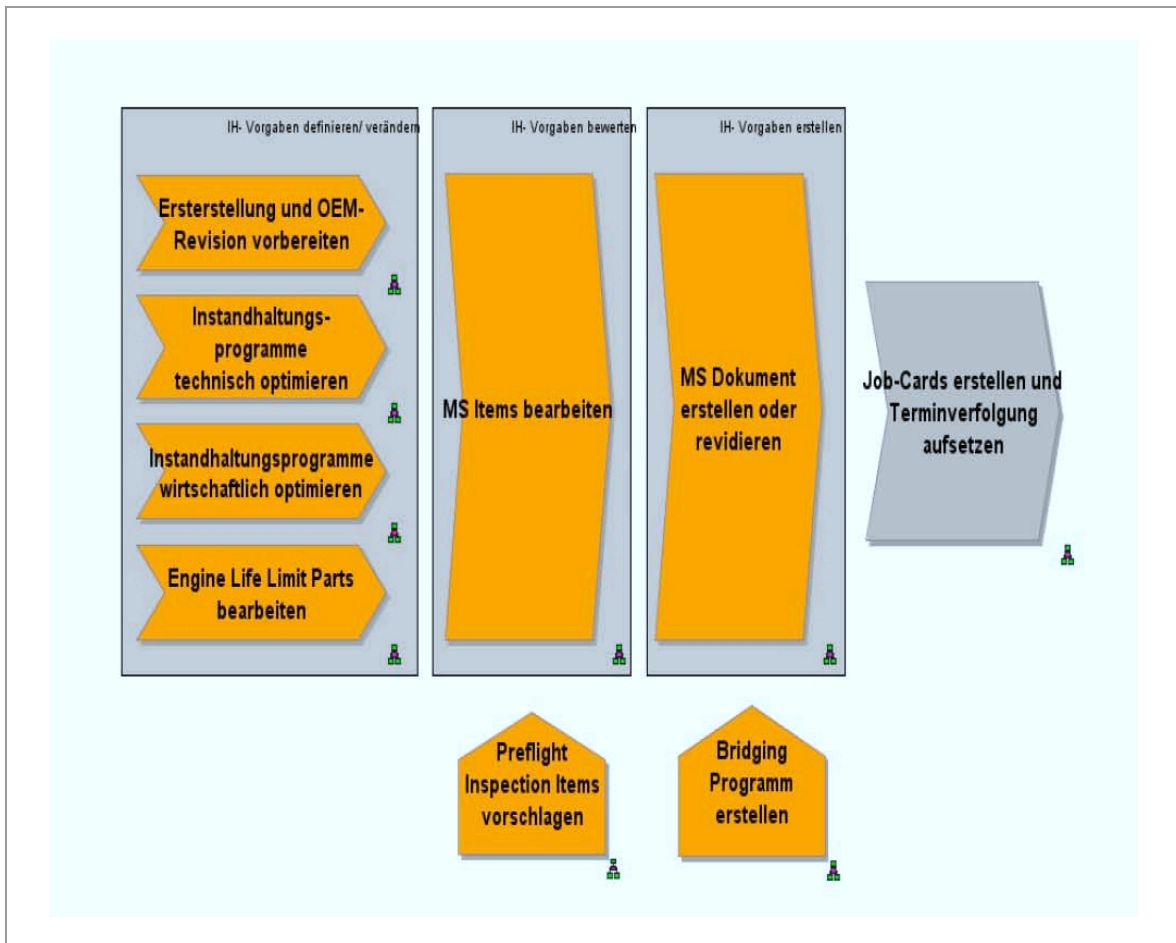 IH- Vorgaben definieren/ verändern
Ersterstellung und OEM-
Revision vorbereiten
Instandhaltungs-
programme
technisch optimieren
Instandhaltungsprogramme
wirtschaftlich optimieren
Engine Life Limit Parts
bearbeiten
IH- Vorgaben bewerten
MS Items bearbeiten
IH- Vorgaben erstellen
MS Dokument
erstellen oder
revidieren
Job-Cards erstellen und
Terminverfolgung
aufsetzen
Preflight
Inspection Items
vorschlagen
Bridging
Programm
erstellen